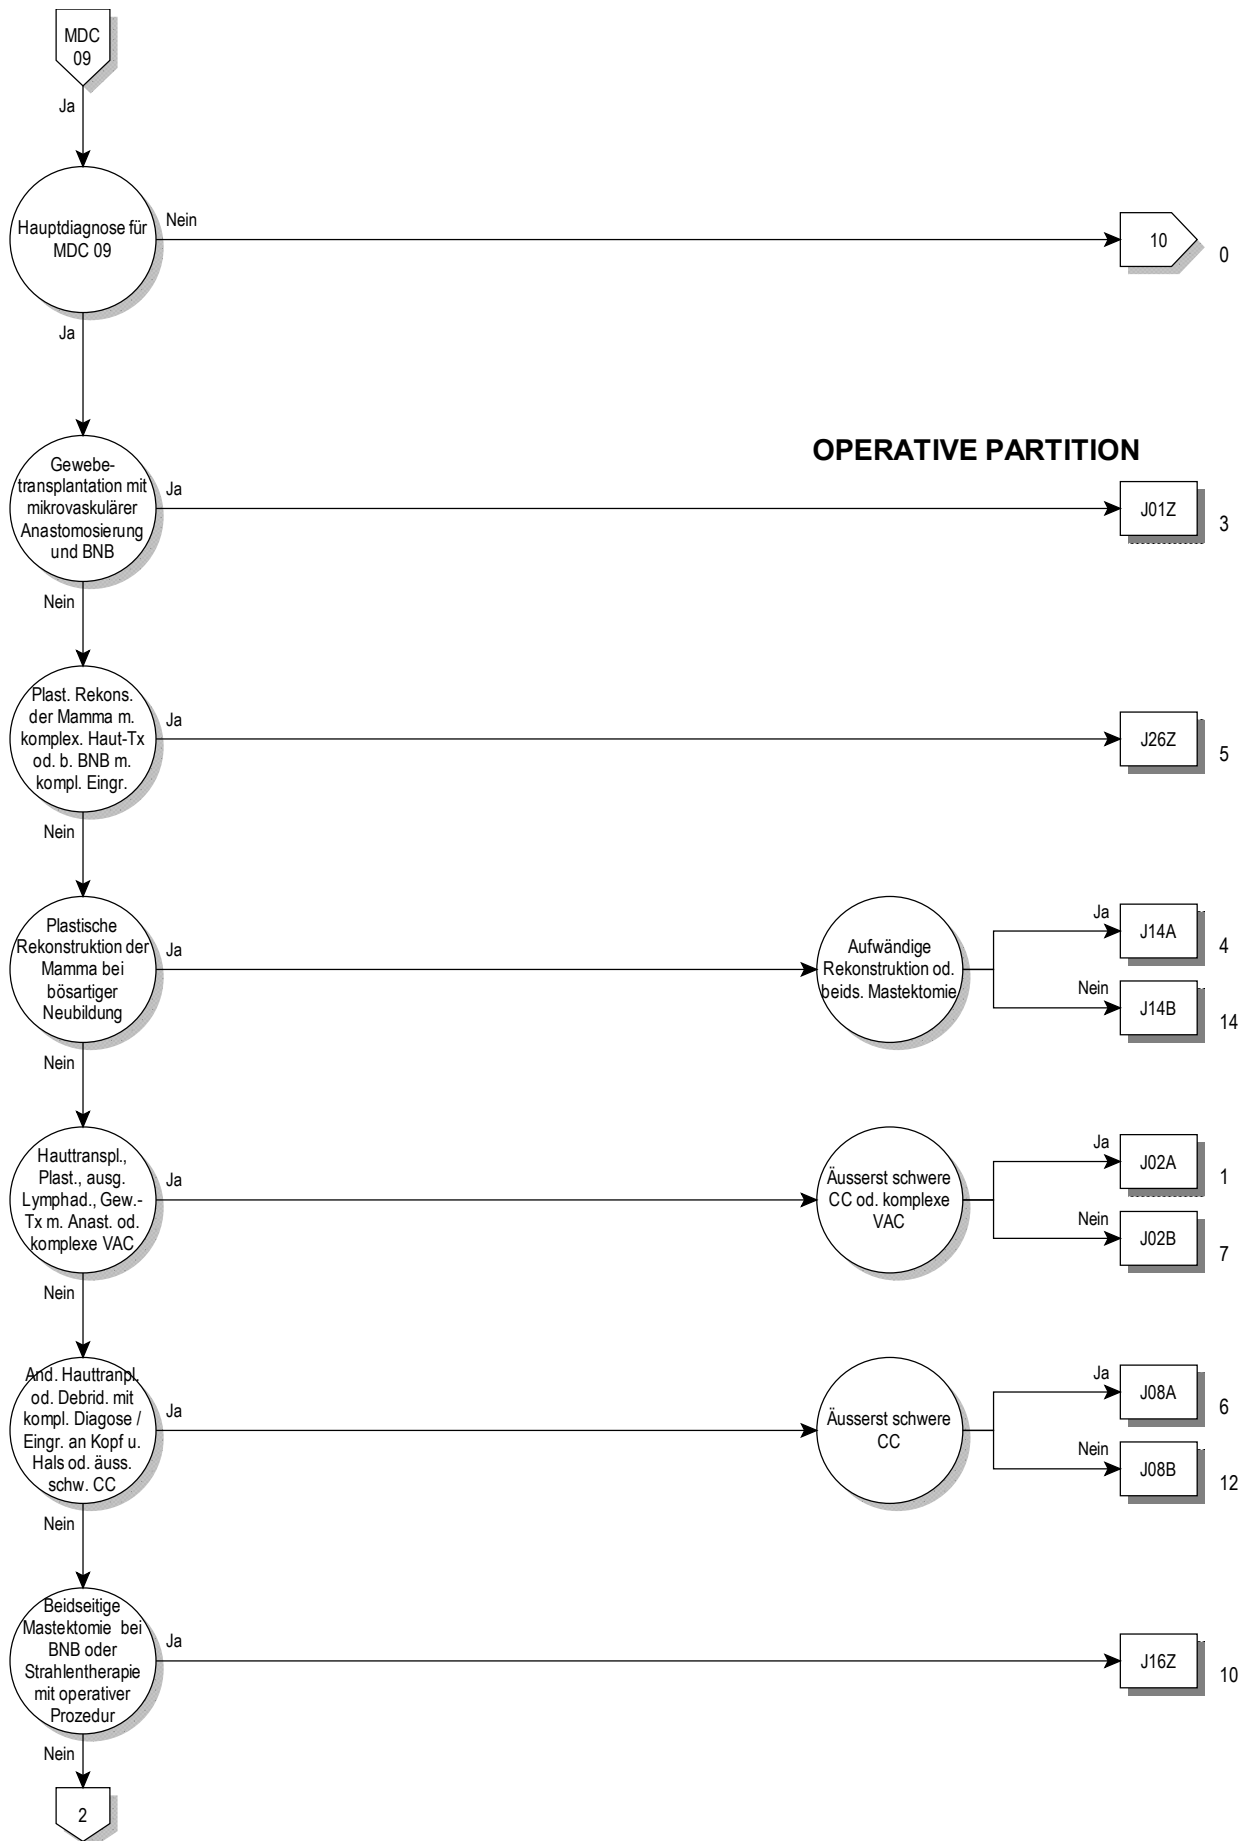 MDC
09
Ja
Hauptdiagnose für
MDC 09
Nein
10
0
Ja
OPERATIVE PARTITION
Gewebe-
transplantation mit
mikrovaskulärer
Anastomosierung
und BNB
Ja
J01Z
3
Nein
Plast. Rekons.
der Mamma m.
komplex. Haut-Tx
od. b. BNB m.
kompl. Eingr.
Ja
J26Z
5
Nein
Plastische
Rekonstruktion der
Mamma bei
bösartiger
Neubildung
Ja
Aufwändige
Rekonstruktion od.
beids. Mastektomie
Ja
J14A
4
Nein
J14B
14
Nein
Hauttranspl.,
Plast., ausg.
Lymphad., Gew.-
Tx m. Anast. od.
komplexe VAC
Ja
Äusserst schwere
CC od. komplexe
VAC
Ja
J02A
1
Nein
J02B
7
Nein
And. Hauttranpl.
od. Debrid. mit
kompl. Diagose /
Eingr. an Kopf u.
Hals od. äuss.
schw. CC
Ja
Äusserst schwere
CC
Ja
J08A
6
Nein
J08B
12
Nein
Beidseitige
Mastektomie bei
BNB oder
Strahlentherapie
mit operativer
Prozedur
Ja
J16Z
10
Nein
2